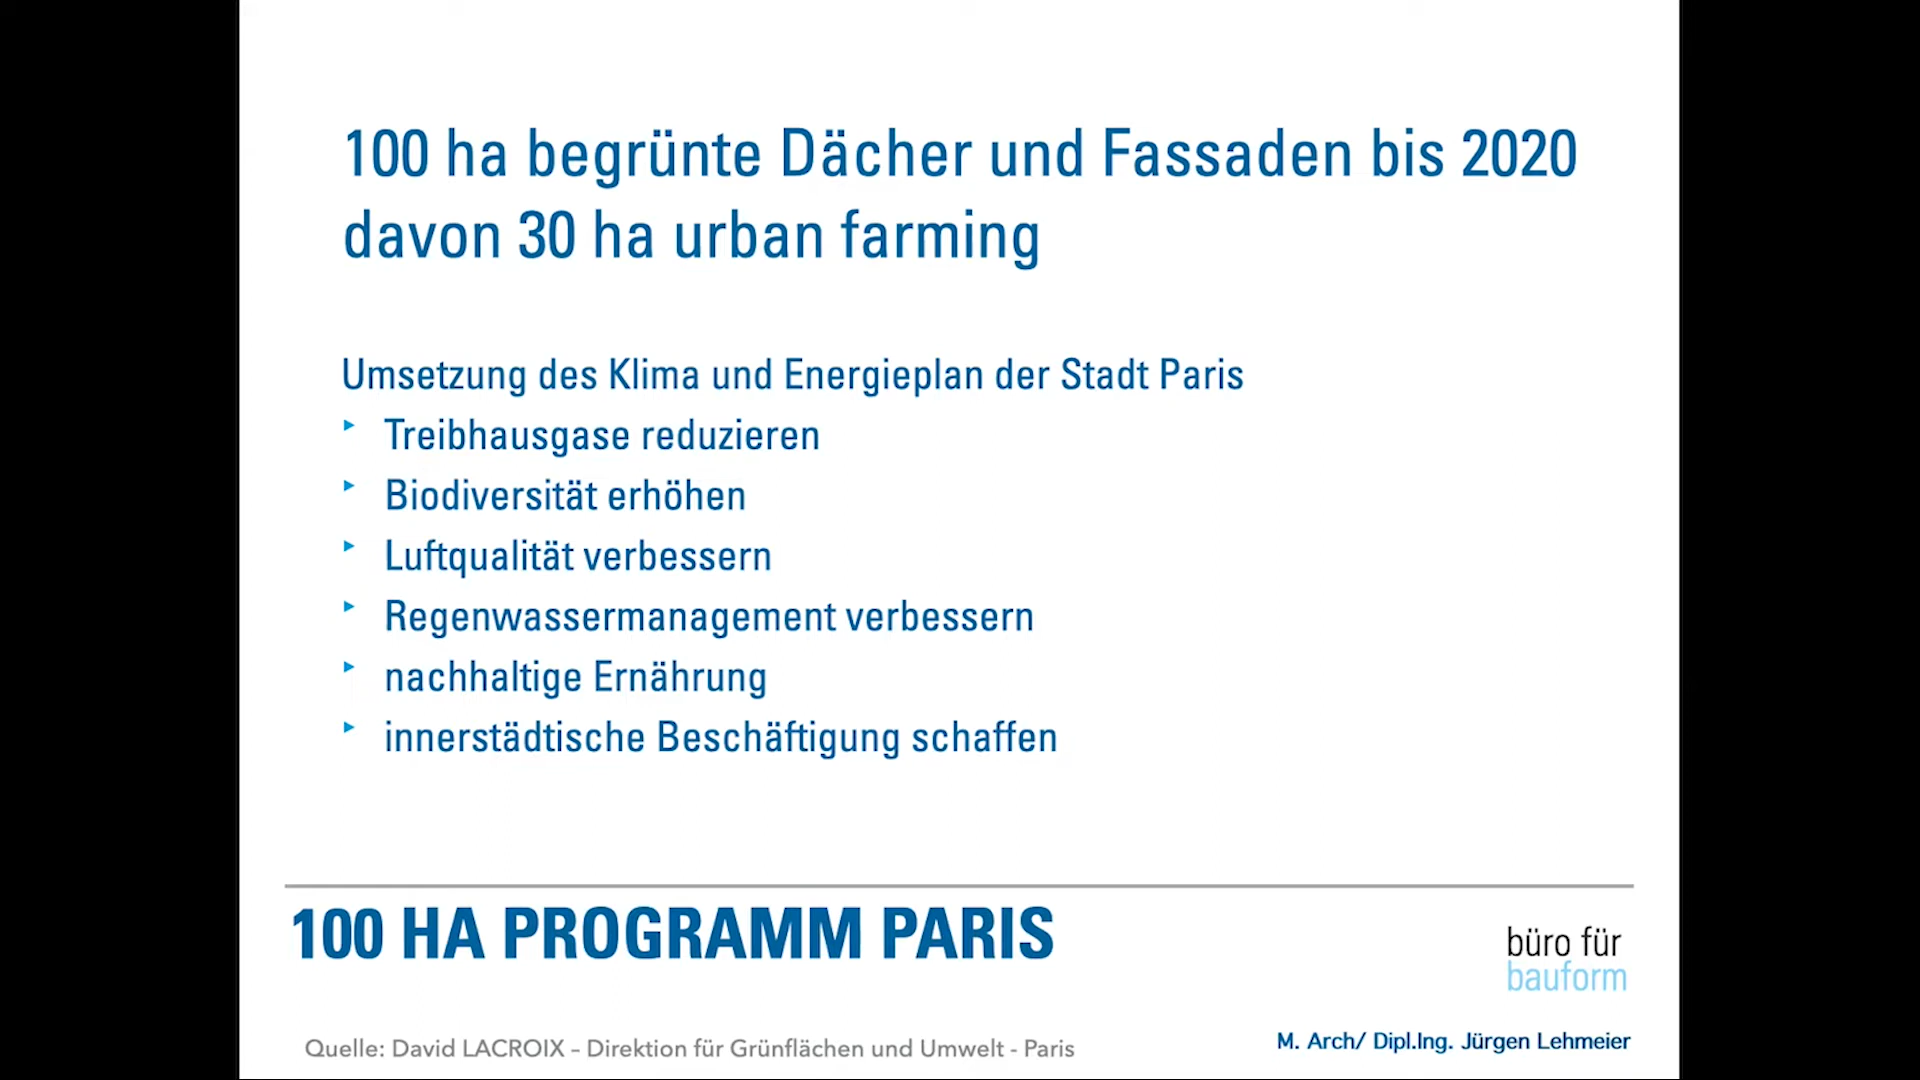 100 ha begrünte Dächer und Fassaden bis 2020
davon 30 ha urban farming
Umsetzung des Klima und Energieplan der Stadt Paris
‣ Treibhausgase reduzieren
‣ Biodiversität erhöhen
‣ Luftqualität verbessern
‣ Regenwassermanagement verbessern
‣ nachhaltige Ernährung
‣ innerstädtische Beschäftigung schaffen
100 HA PROGRAMM PARIS
büro für
bauform
Quelle: David LACROIX – Direktion für Grünflächen und Umwelt - Paris
M. Arch/ Dipl.Ing. Jürgen Lehmeier